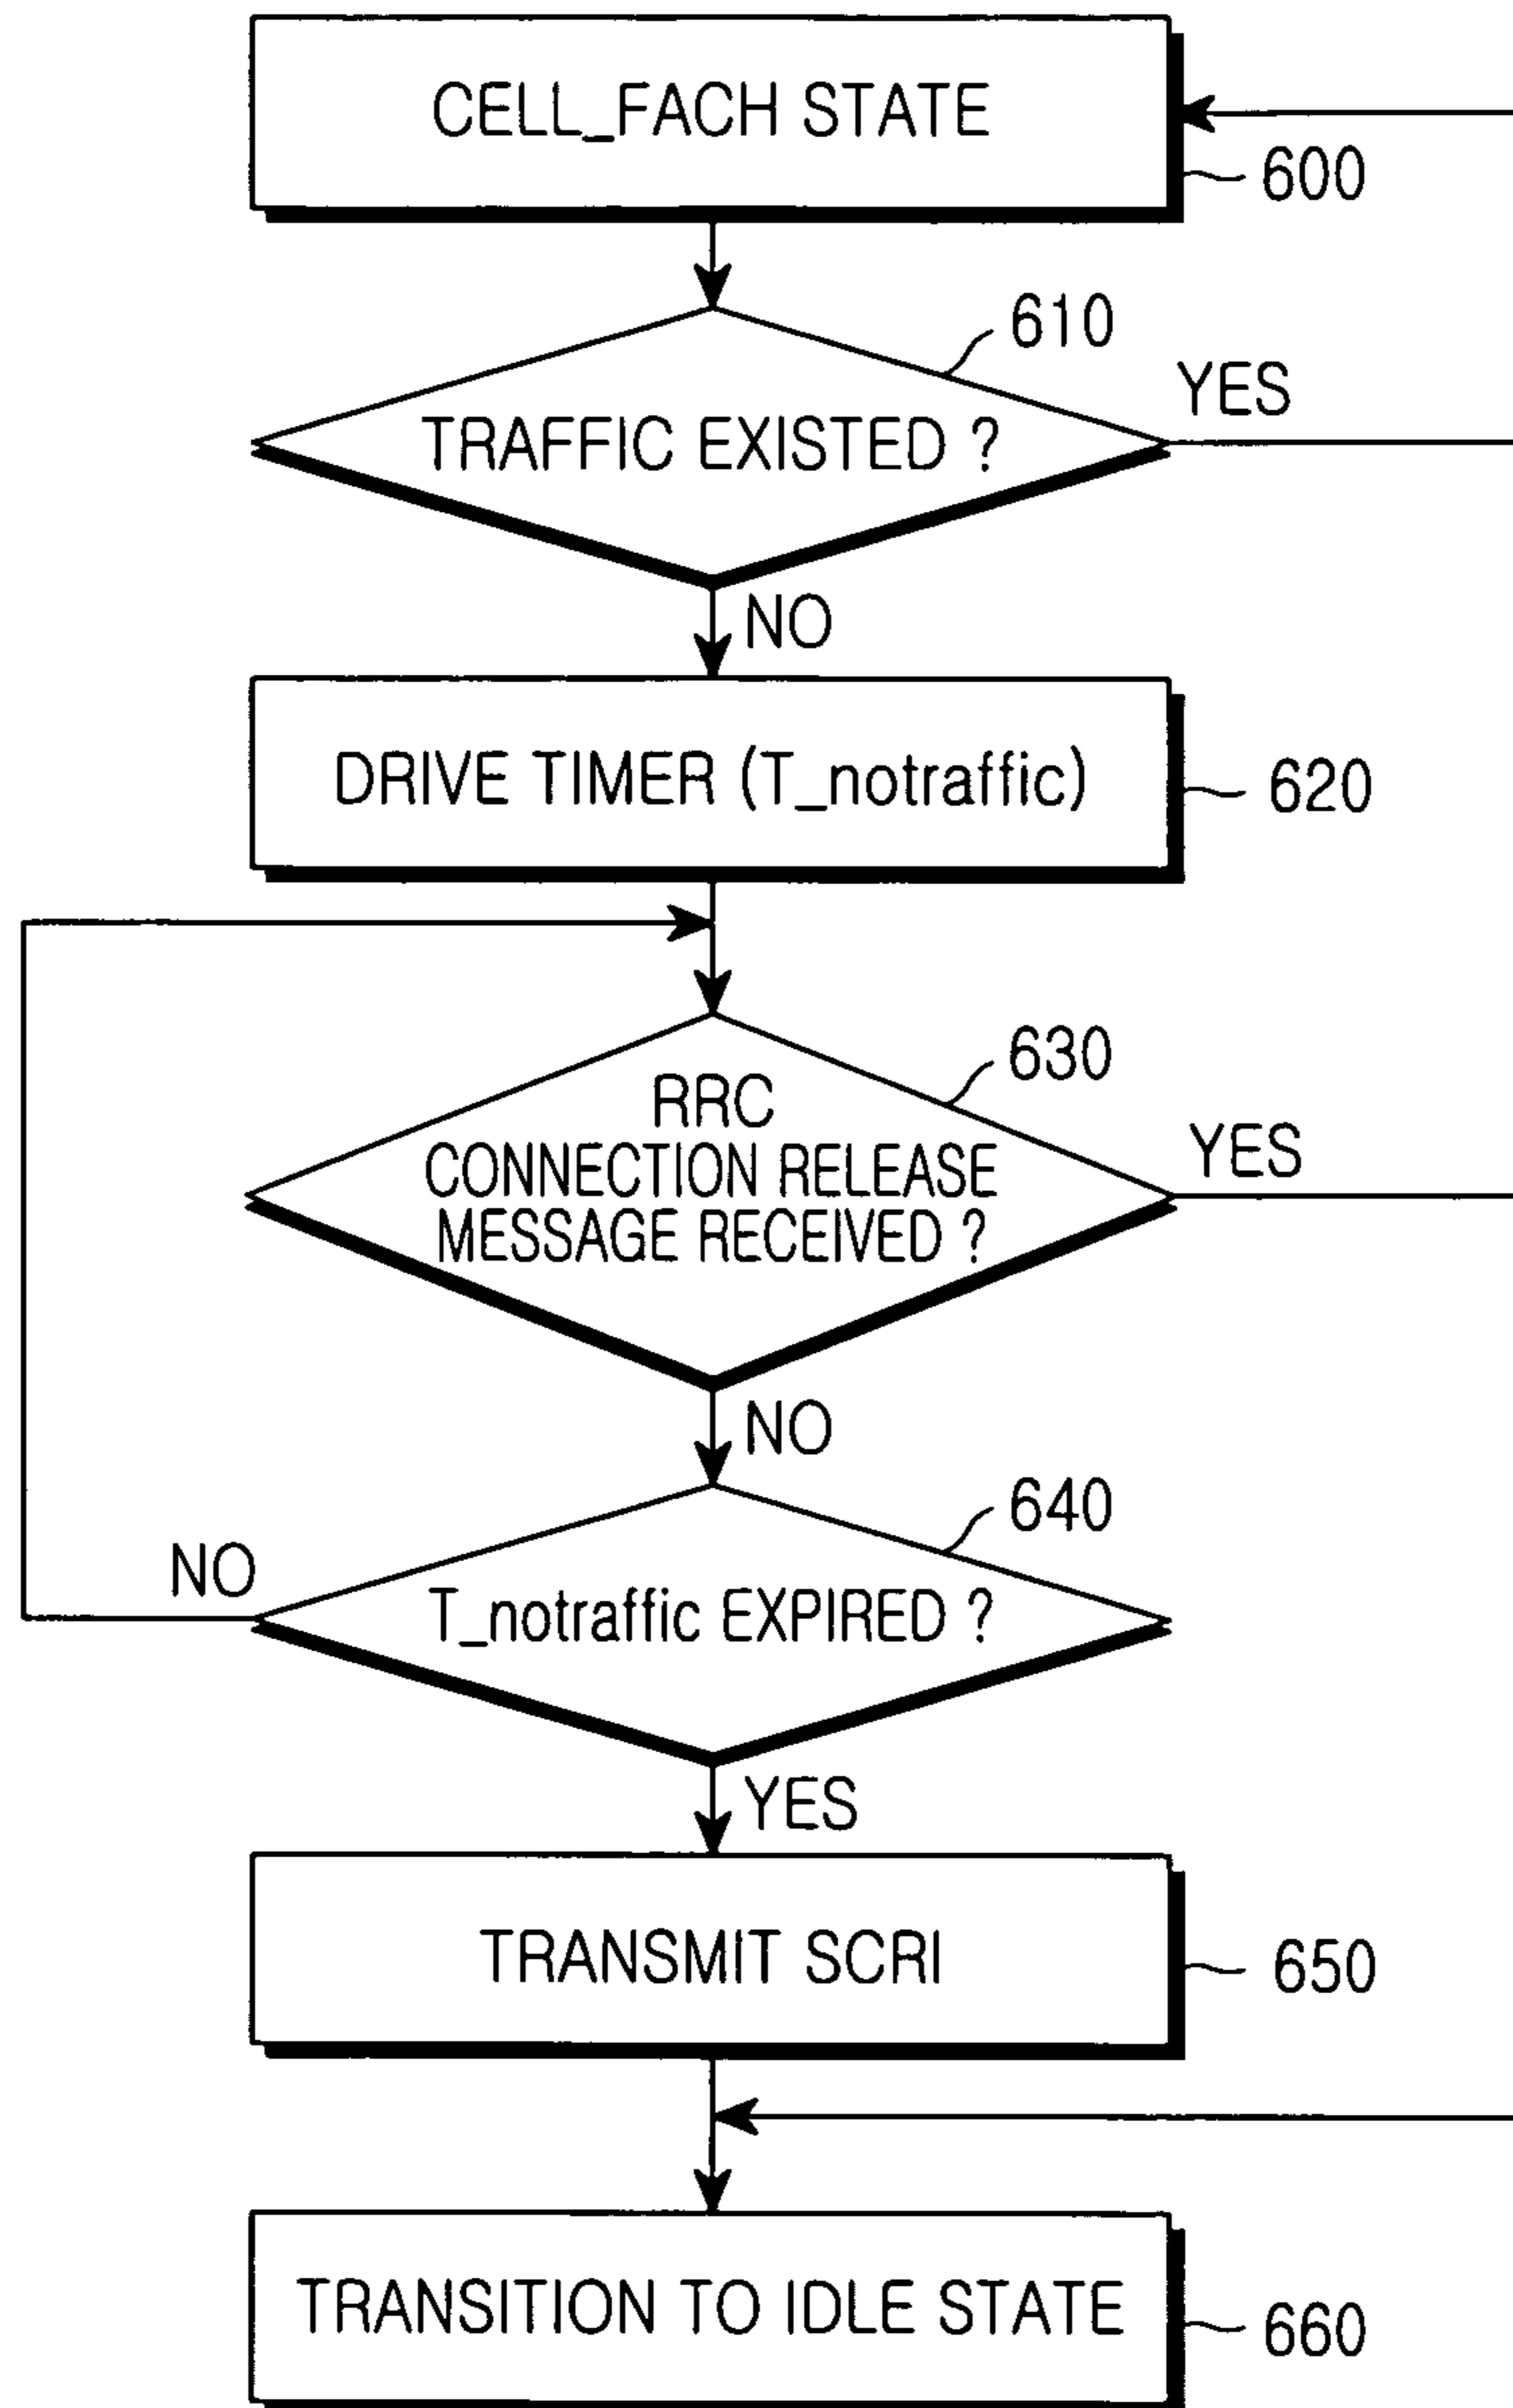 CELL_FACH STATE
600
610
YES
TRAFFIC EXISTED ?
NO
DRIVE TIMER (T_notraffic)
620
630
RRC
YES
CONNECTION RELEASE
MESSAGE RECEIVED ?
NO
640
NO
T_notraffic EXPIRED ?
YES
TRANSMIT SCRI
650
TRANSITION TO IDLE STATE
660